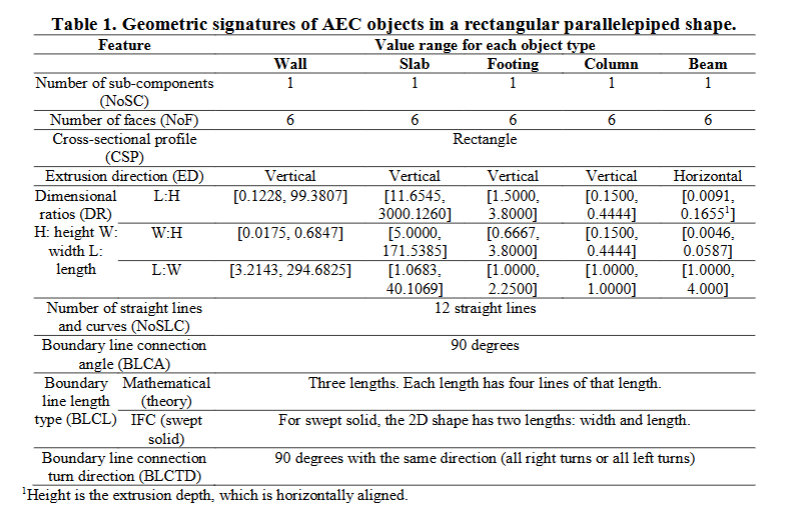 Table 1. Geometric signatures of AEC objects in a rectangular parallelepiped shape.
Feature Value range for each object type
Wall Slab Footing Column Beam
Number of sub-components 1 1 1 1 1
(NoSC)
Number of faces (NoF) 6 6 6 6 6
Cross-sectional profile Rectangle
(CSP)
Extrusion direction (ED) Vertical Vertical Vertical Vertical Horizontal
Dimensional L:H [0.1228, 99.3807] [11.6545, [1.5000, [0.1500, [0.0091,
ratios (DR) 3000.1260] 3.8000] 0.4444] 0.1655¹]
H: height W: W:H [0.0175, 0.6847] [5.0000, [0.6667, [0.1500, [0.0046,
width L: 171.5385] 3.8000] 0.4444] 0.0587]
length L:W [3.2143, 294.6825] [1.0683, [1.0000, [1.0000, [1.0000,
40.1069] 2.2500] 1.0000] 4.000]
Number of straight lines 12 straight lines
and curves (NoSLC)
Boundary line connection 90 degrees
angle (BLCA)
Boundary Mathematical Three lengths. Each length has four lines of that length.
line length (theory)
type (BLCL) IFC (swept For swept solid, the 2D shape has two lengths: width and length.
solid)
Boundary line connection 90 degrees with the same direction (all right turns or all left turns)
turn direction (BLCTD)
¹Height is the extrusion depth, which is horizontally aligned.